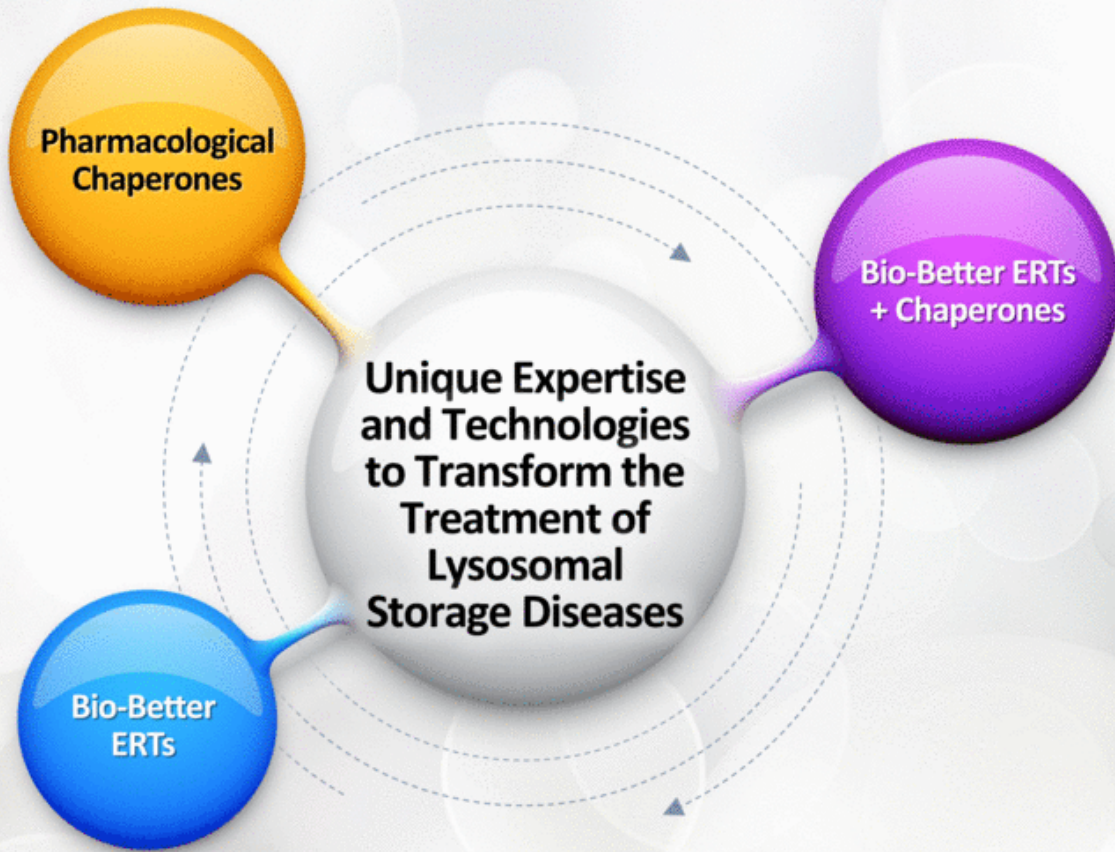 Pharmacological
Chaperones
Bio-Better ERTs
+ Chaperones
Unique Expertise
and Technologies
to Transform the
Treatment of
Lysosomal
Storage Diseases
Bio-Better
ERTs